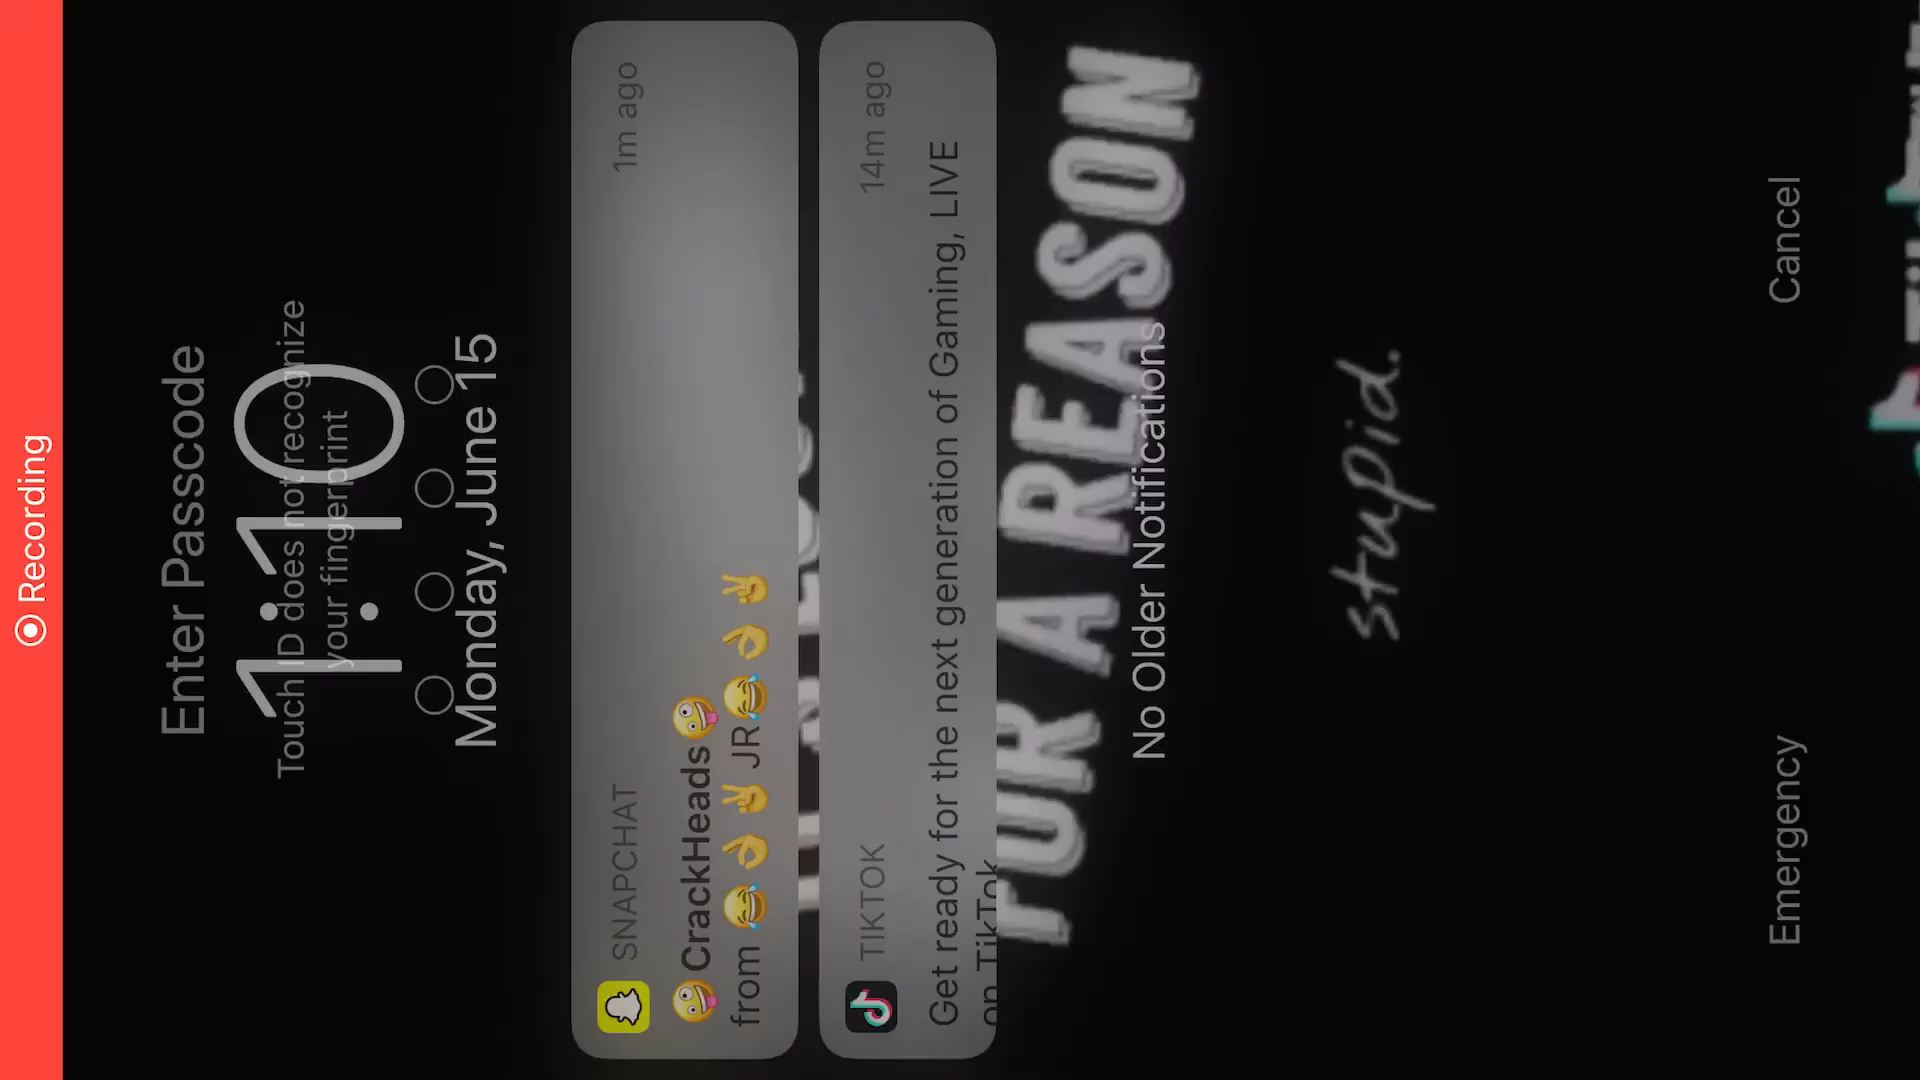 Recording
Enter Passcode
1:10
Touch ID does not recognize
your fingerprint
Monday, June 15
SNAPCHAT
1m ago
🤪CrackHeads🤪
from 😂👌✌️JR😂👌✌️
TIKTOK
14m ago
Get ready for the next generation of Gaming, LIVE
on TikTok
FOR A REASON
No Older Notifications
stupid.
Emergency
Cancel